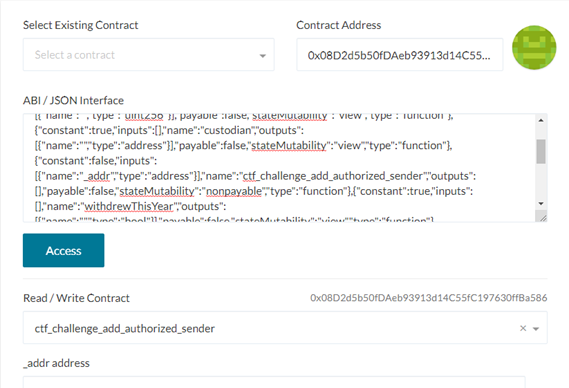 Select Existing Contract
Contract Address
Select a contract
0x08D2d5b50fDAeb93913d14C55...
ABI / JSON Interface
[{"name":"","type":"uint256"}],"payable":false,"stateMutability":"view","type":"function"},
{"constant":true,"inputs":[],"name":"custodian","outputs":
[{"name":"","type":"address"}],"payable":false,"stateMutability":"view","type":"function"},
{"constant":false,"inputs":
[{"name":"_addr","type":"address"}],"name":"ctf_challenge_add_authorized_sender","outputs":
[],"payable":false,"stateMutability":"nonpayable","type":"function"},{"constant":true,"inputs":
[],"name":"withdrewThisYear","outputs":
[{"name":"","type":"bool"}],"payable":false,"stateMutability":"view","type":"function"},
Access
Read / Write Contract
0x08D2d5b50fDAeb93913d14C55fC197630ffBa586
ctf_challenge_add_authorized_sender
_addr address